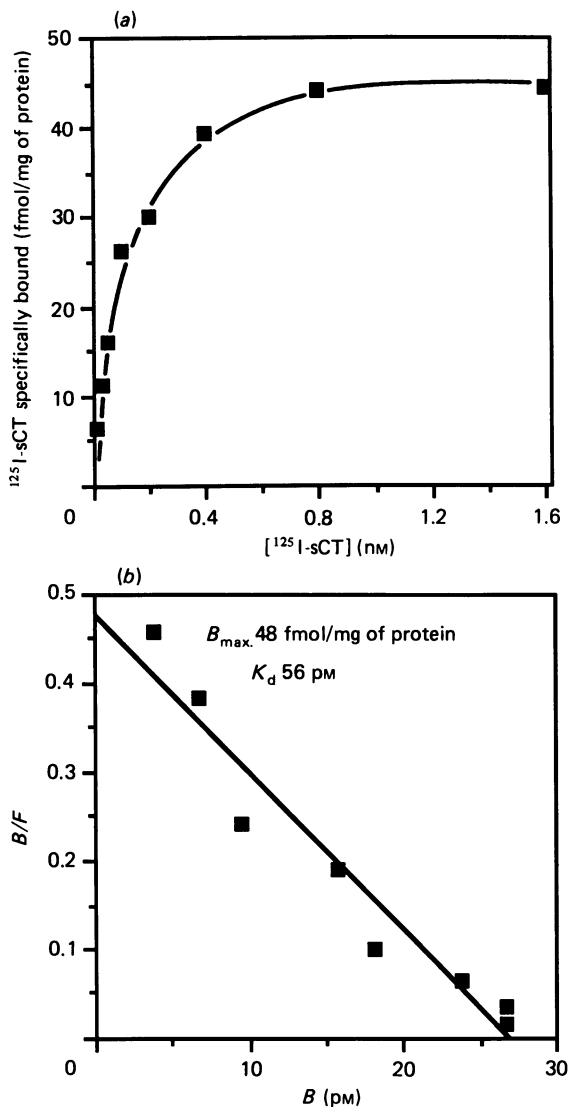 (a)
50
40
30
20
10
0
0.4 0.8 1.2 1.6
¹²⁵I-sCT specifically bound (fmol/mg of protein)
[¹²⁵I-sCT] (nM)
(b)
0.5
0.4
0.3
0.2
0.1
0 10 20 30
B/F
Bmax. 48 fmol/mg of protein
Kd 56 pM
B (pM)